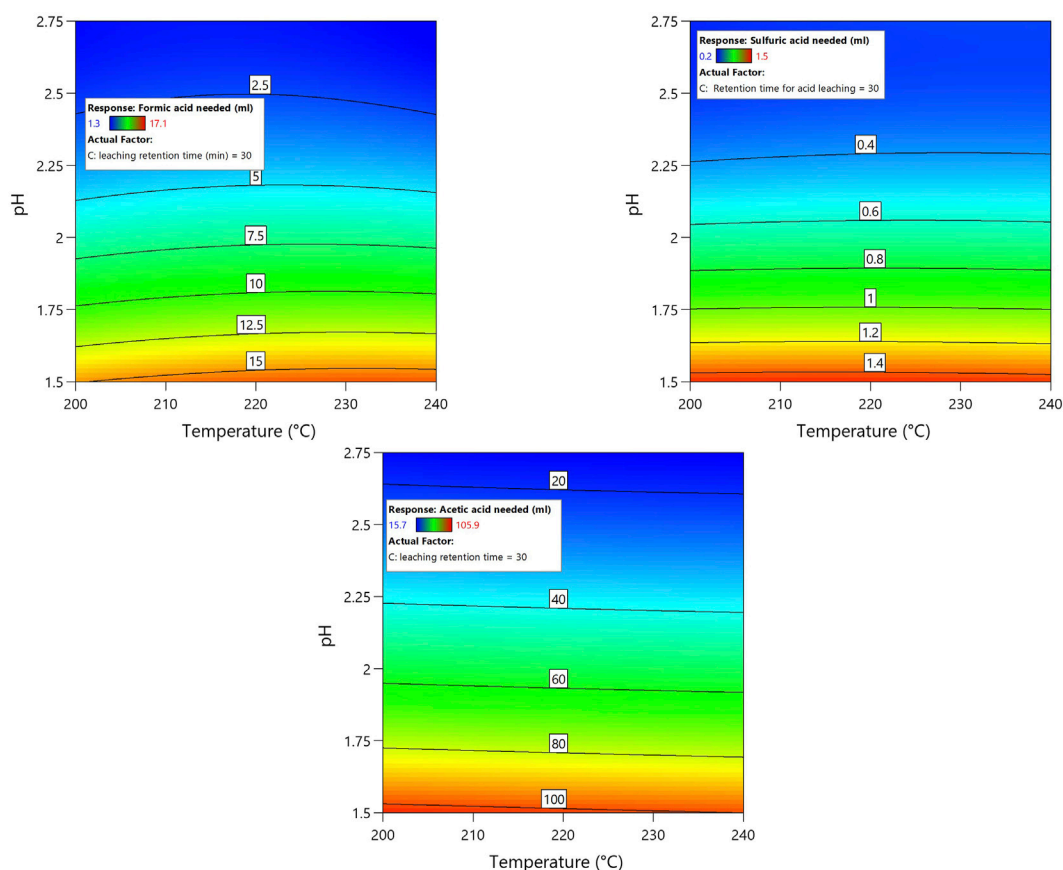 2.75
2.5
2.25
2
1.75
1.5
pH
2.5
Response: Formic acid needed (ml)
1.3 17.1
Actual Factor:
C: leaching retention time (min) = 30
5
7.5
10
12.5
15
200 210 220 230 240
Temperature (°C)
2.75
2.5
2.25
2
1.75
1.5
pH
Response: Sulfuric acid needed (ml)
0.2 1.5
Actual Factor:
C: Retention time for acid leaching = 30
0.4
0.6
0.8
1
1.2
1.4
200 210 220 230 240
Temperature (°C)
2.75
2.5
2.25
2
1.75
1.5
pH
20
Response: Acetic acid needed (ml)
15.7 105.9
Actual Factor:
C: leaching retention time = 30
40
60
80
100
200 210 220 230 240
Temperature (°C)